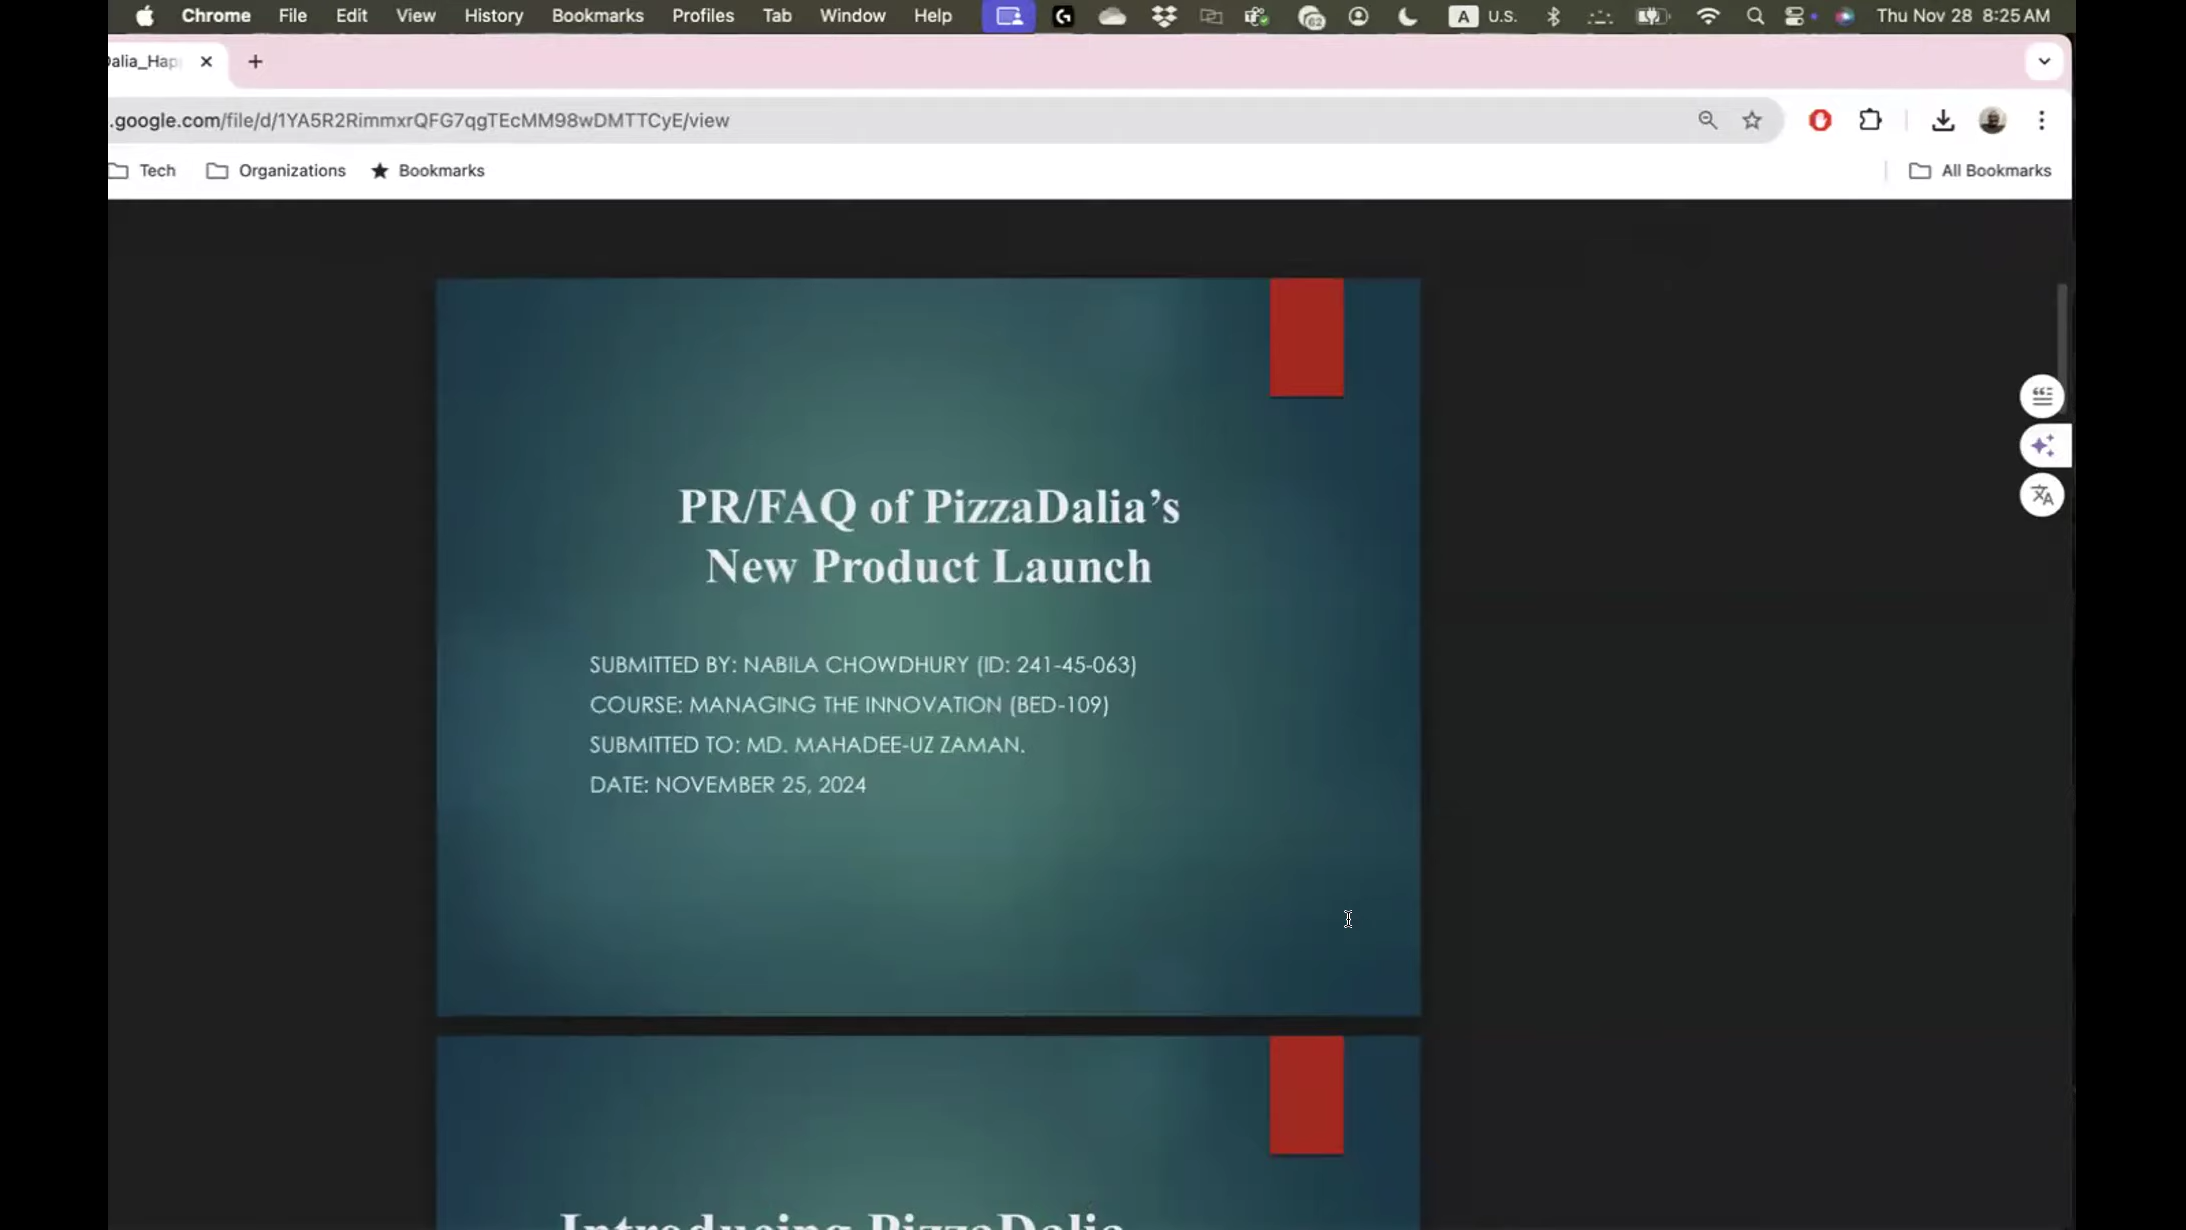 Chrome File Edit View History Bookmarks Profiles Tab Window Help A U.S. Thu Nov 28 8:25 AM
.google.com/file/d/1YA5R2RimmxrQFG7qgTEcMM98wDMTTCyE/view
Tech Organizations Bookmarks All Bookmarks
PR/FAQ of PizzaDalia’s
New Product Launch
SUBMITTED BY: NABILA CHOWDHURY (ID: 241-45-063)
COURSE: MANAGING THE INNOVATION (BED-109)
SUBMITTED TO: MD. MAHADEE-UZ ZAMAN.
DATE: NOVEMBER 25, 2024
Introducing PizzaDalia